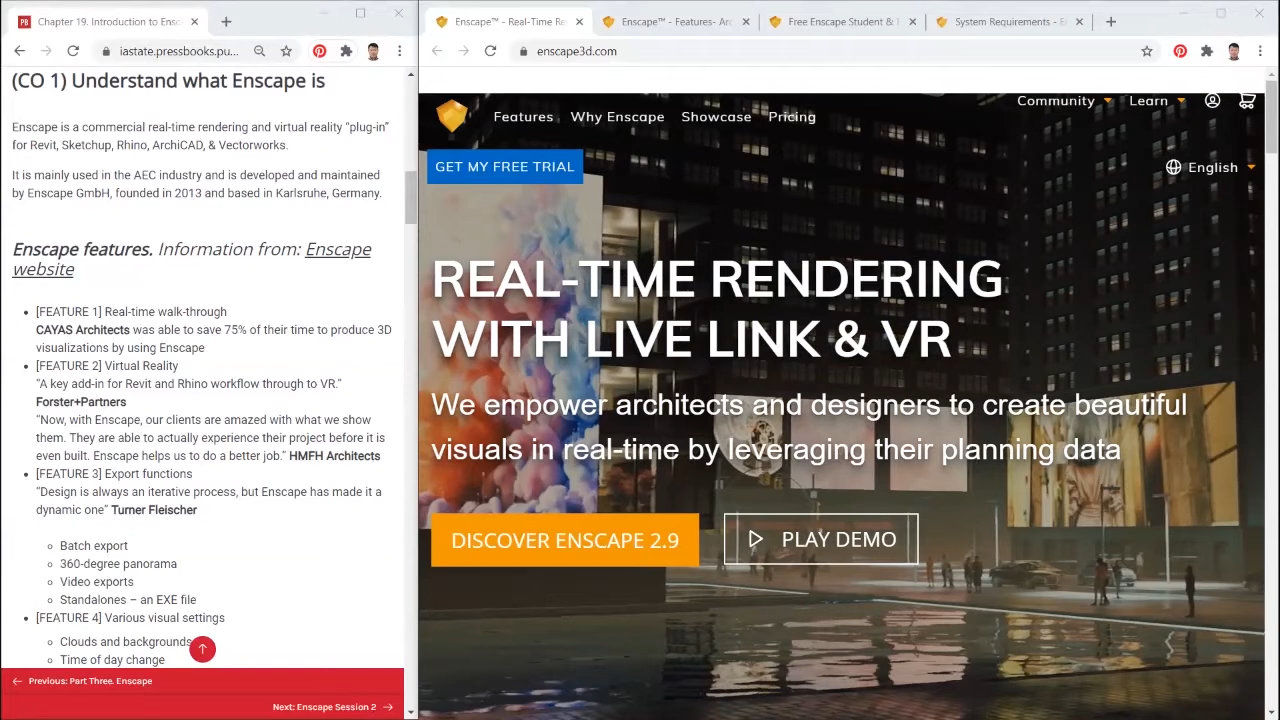 Chapter 19. Introduction to Ens
iastate.pressbooks.pu...
(CO 1) Understand what Enscape is
Enscape is a commercial real-time rendering and virtual reality “plug-in”
for Revit, Sketchup, Rhino, ArchiCAD, & Vectorworks.
It is mainly used in the AEC industry and is developed and maintained
by Enscape GmbH, founded in 2013 and based in Karlsruhe, Germany.
Enscape features. Information from: Enscape
website
[FEATURE 1] Real-time walk-through
CAYAS Architects was able to save 75% of their time to produce 3D
visualizations by using Enscape
[FEATURE 2] Virtual Reality
“A key add-in for Revit and Rhino workflow through to VR.”
Forster+Partners
“Now, with Enscape, our clients are amazed with what we show
them. They are able to actually experience their project before it is
even built. Enscape helps us to do a better job.” HMFH Architects
[FEATURE 3] Export functions
“Design is always an iterative process, but Enscape has made it a
dynamic one” Turner Fleischer
Batch export
360-degree panorama
Video exports
Standalones – an EXE file
[FEATURE 4] Various visual settings
Clouds and backgrounds
Time of day change
Previous: Part Three. Enscape
Next: Enscape Session 2
Enscape™ - Real-Time Re
Enscape™ - Features- Arc
Free Enscape Student &
System Requirements - E
enscape3d.com
Community
Learn
Features
Why Enscape
Showcase
Pricing
GET MY FREE TRIAL
English
REAL-TIME RENDERING
WITH LIVE LINK & VR
We empower architects and designers to create beautiful
visuals in real-time by leveraging their planning data
DISCOVER ENSCAPE 2.9
PLAY DEMO